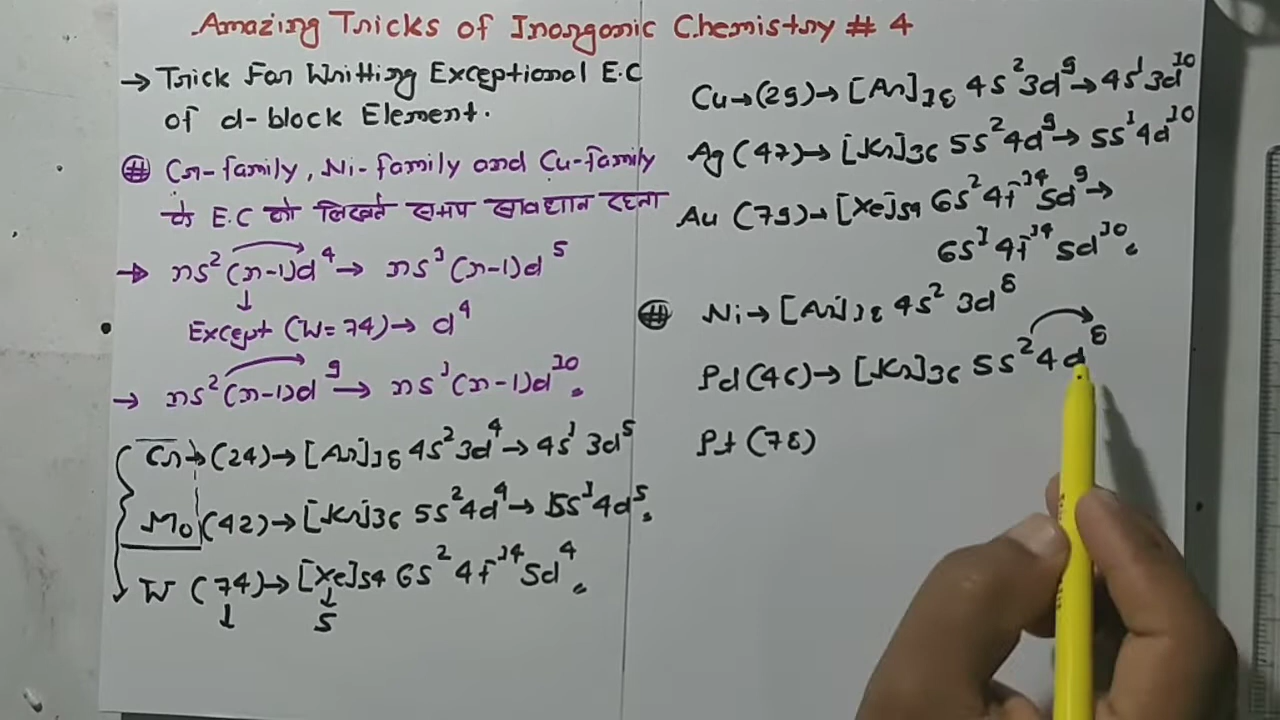 Amazing Tricks of Inorganic Chemistry # 4
→ Trick For Writting Exceptional E.C
of d-block Element.
# Cr-family, Ni-family and Cu-family
के E.C को लिखते समय सावधान रहना
→ ns² (n-1)d⁴ → ns¹ (n-1)d⁵
↓
Except (W=74) → d⁴
→ ns² (n-1)d⁹ → ns¹ (n-1)d¹⁰.
Cr → (24) → [Ar]₁₈ 4s² 3d⁴ → 4s¹ 3d⁵
Mo (42) → [Kr]₃₆ 5s² 4d⁴ → 5s¹ 4d⁵.
W (74) → [Xe]₅₄ 6s² 4f¹⁴ 5d⁴.
↓ ↓
5
Cu → (29) → [Ar]₁₈ 4s² 3d⁹ → 4s¹ 3d¹⁰
Ag (47) → [Kr]₃₆ 5s² 4d⁹ → 5s¹ 4d¹⁰
Au (79) → [Xe]₅₄ 6s² 4f¹⁴ 5d⁹ →
6s¹ 4f¹⁴ 5d¹⁰.
# Ni → [Ar]₁₈ 4s² 3d⁸
Pd (46) → [Kr]₃₆ 5s² 4d⁸
Pt (78)